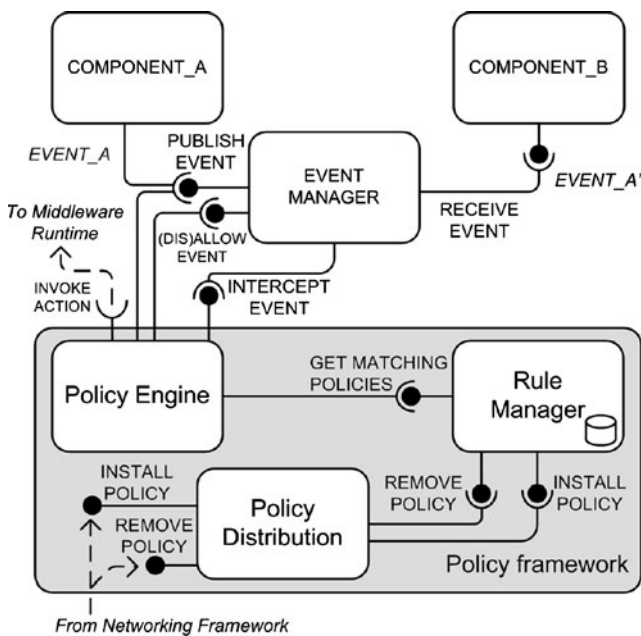 COMPONENT_A
COMPONENT_B
EVENT_A
PUBLISH
EVENT
EVENT
MANAGER
EVENT_A'
RECEIVE
EVENT
To Middleware
Runtime
(DIS)ALLOW
EVENT
INVOKE
ACTION
INTERCEPT
EVENT
Policy Engine
GET MATCHING
POLICIES
Rule
Manager
INSTALL
POLICY
REMOVE
POLICY
Policy
Distribution
REMOVE
POLICY
INSTALL
POLICY
Policy framework
From Networking Framework